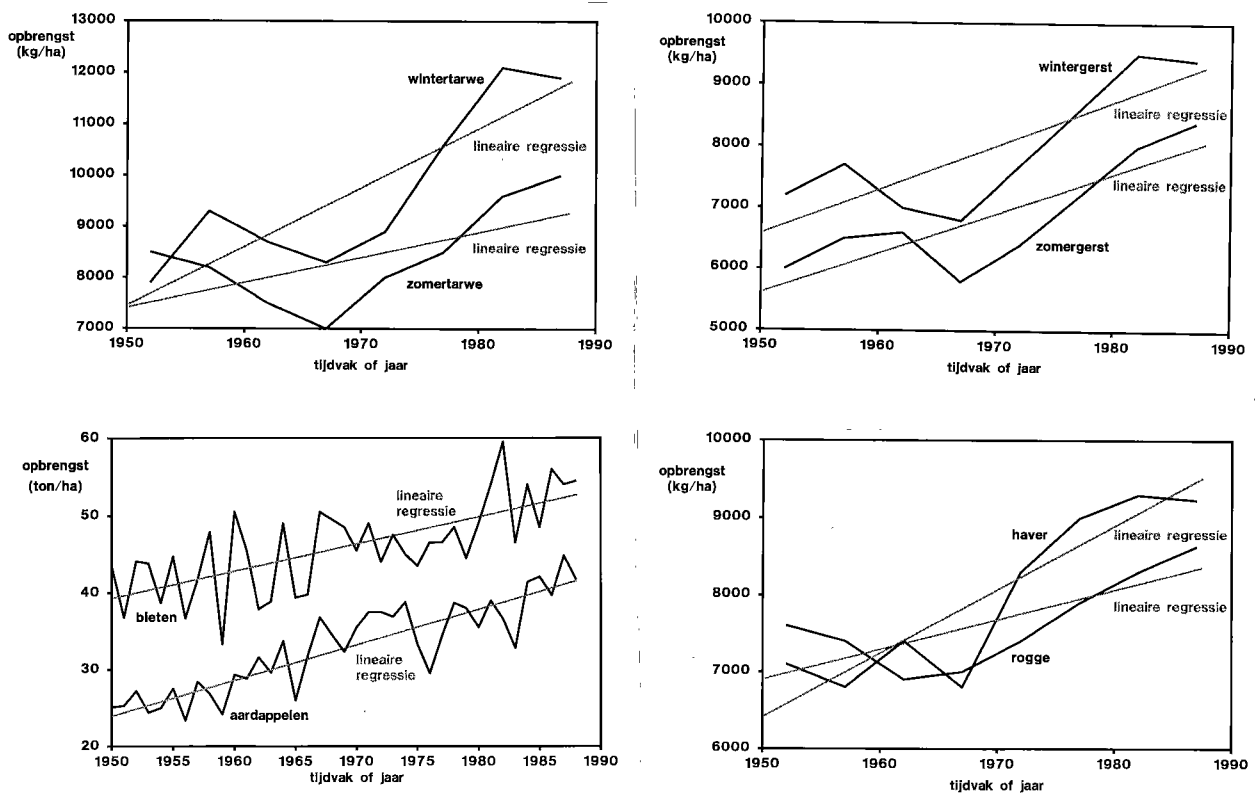 opbrengst
(kg/ha)
13000
12000
11000
10000
9000
8000
7000
wintertarwe
lineaire regressie
lineaire regressie
zomertarwe
1950 1960 1970 1980 1990
tijdvak of jaar
opbrengst
(kg/ha)
10000
9000
8000
7000
6000
5000
wintergerst
lineaire regressie
lineaire regressie
zomergerst
1950 1960 1970 1980 1990
tijdvak of jaar
opbrengst
(ton/ha)
60
50
40
30
20
lineaire
regressie
bieten
lineaire
regressie
aardappelen
1950 1955 1960 1965 1970 1975 1980 1985 1990
tijdvak of jaar
opbrengst
(kg/ha)
10000
9000
8000
7000
6000
haver
lineaire regressie
lineaire regressie
rogge
1950 1960 1970 1980 1990
tijdvak of jaar